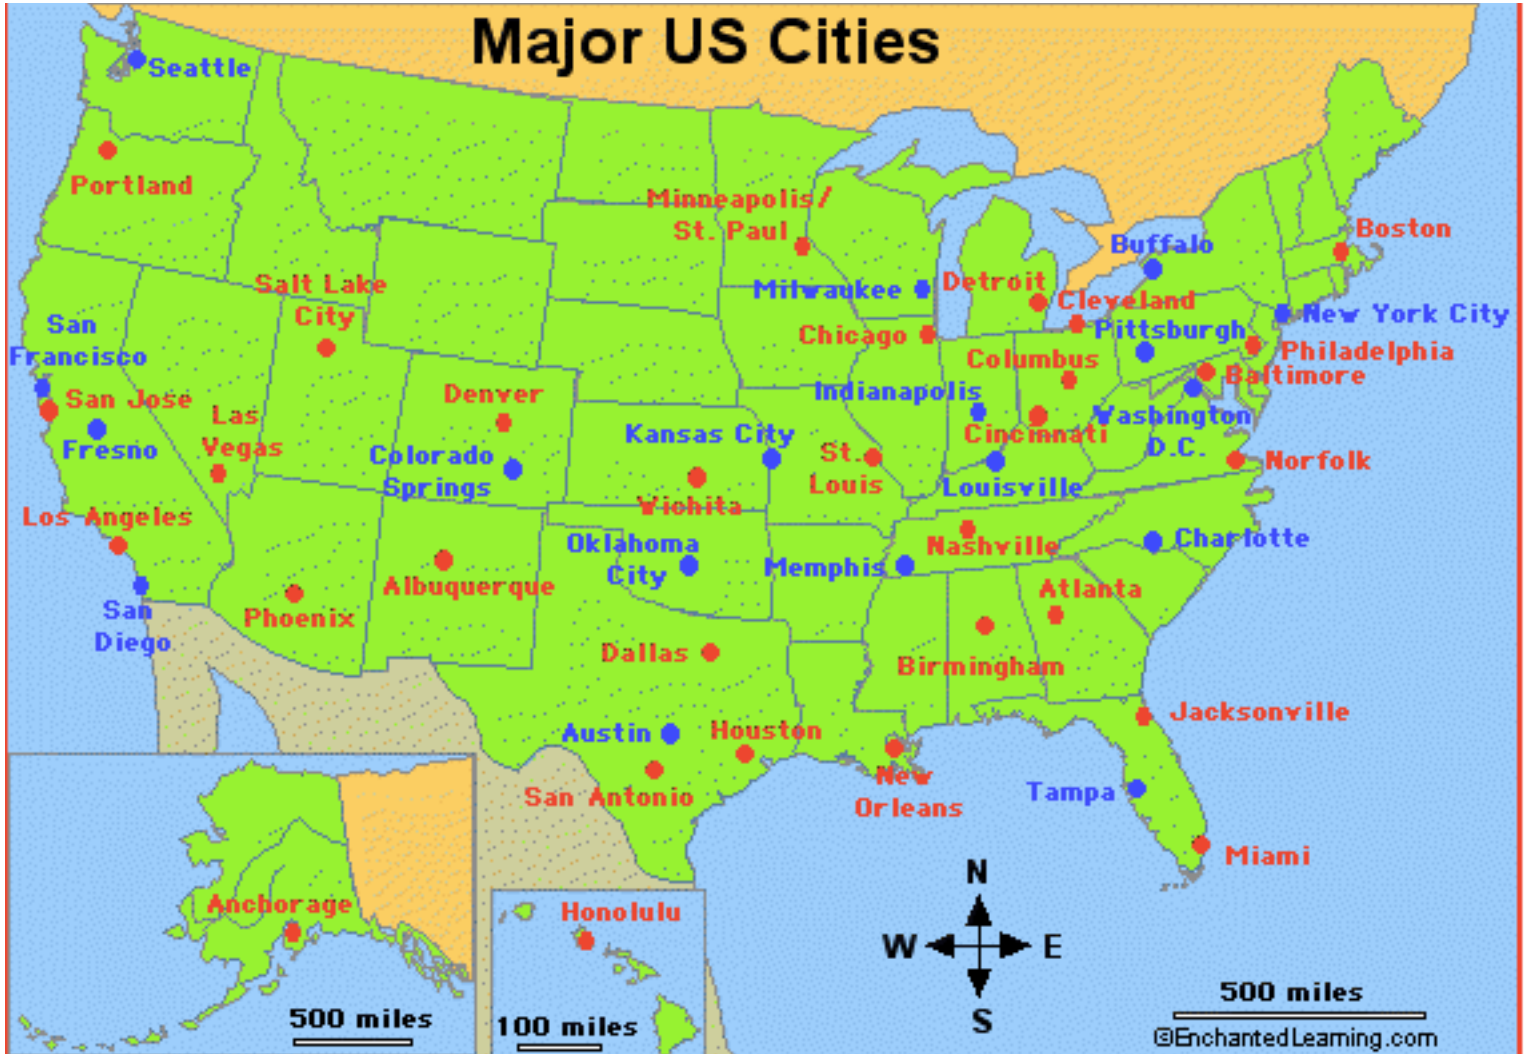 Major US Cities
Seattle
Portland
Minneapolis/
St. Paul
Boston
Buffalo
Salt Lake
City
Milwaukee
Detroit
Cleveland
New York City
San
Francisco
Chicago
Pittsburgh
Philadelphia
Columbus
Baltimore
San Jose
Denver
Indianapolis
Las
Vegas
Washington
D.C.
Fresno
Kansas City
Cincinnati
Colorado
Springs
St.
Louis
Norfolk
Louisville
Wichita
Los Angeles
Oklahoma
City
Nashville
Charlotte
Memphis
Albuquerque
Atlanta
San
Diego
Phoenix
Dallas
Birmingham
Austin
Houston
Jacksonville
New
Orleans
San Antonio
Tampa
Miami
Anchorage
Honolulu
N
W
E
S
500 miles
100 miles
500 miles
©EnchantedLearning.com